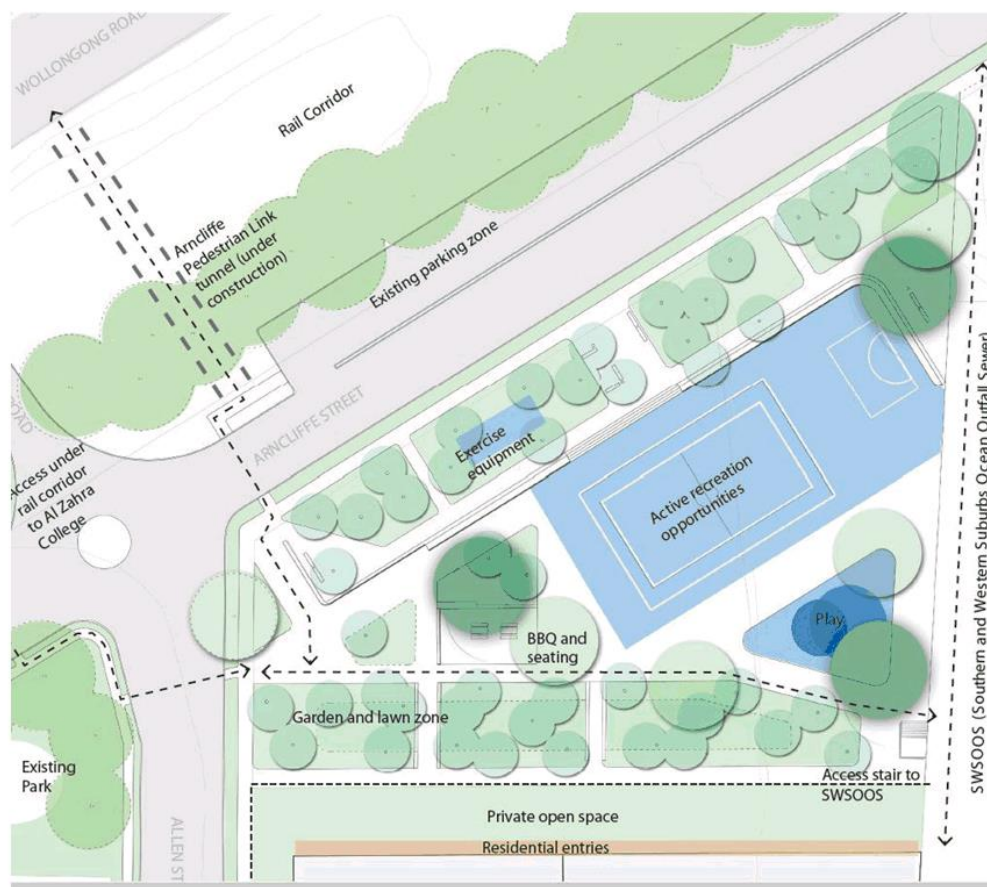 WOLLONGONG ROAD
Rail Corridor
Arncliffe
Pedestrian Link
tunnel (under
construction)
Existing parking zone
ARNCLIFFE STREET
Access under
rail corridor
to Al Zahra
College
Exercise
equipment
Active recreation
opportunities
Play
BBQ and
seating
Garden and lawn zone
Existing
Park
Access stair to
SWSOOS
Private open space
Residential entries
ALLEN ST
SWSOOS (Southern and Western Suburbs Ocean Outfall Sewer)